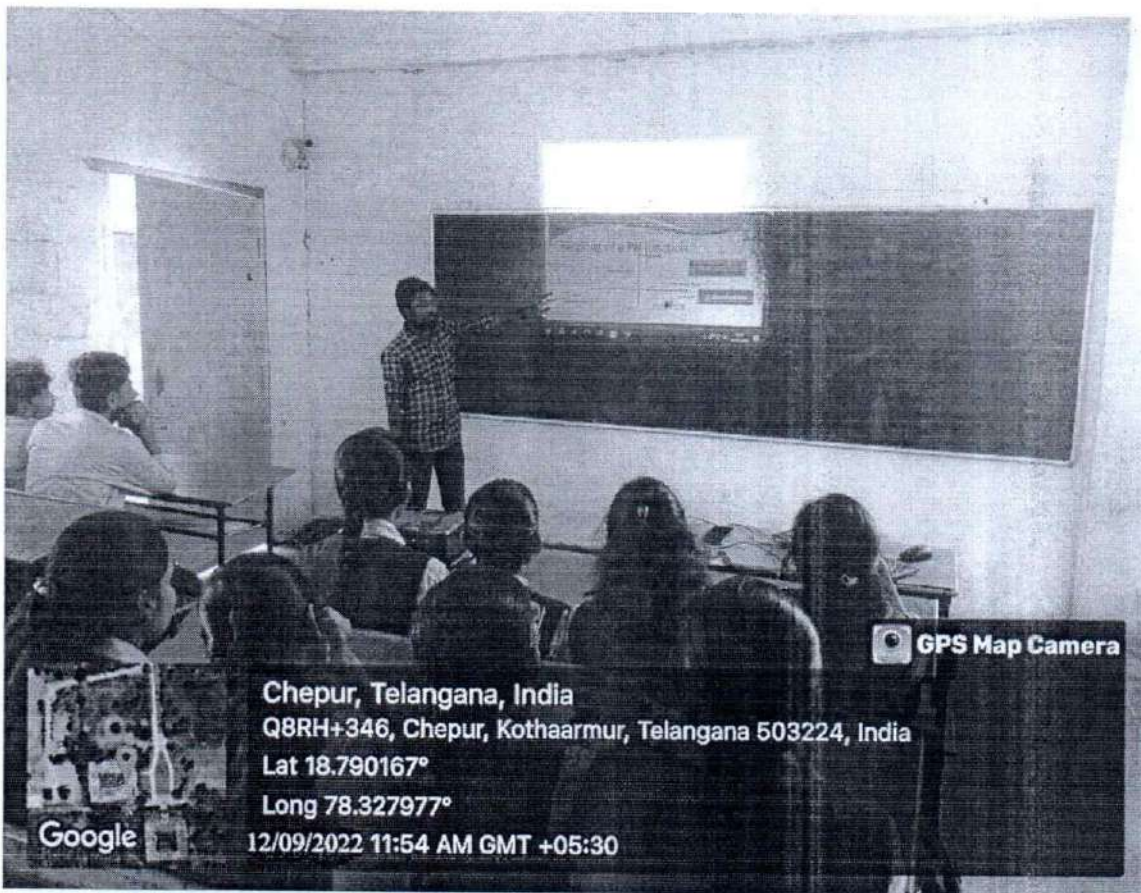 GPS Map Camera
Chepur, Telangana, India
Q8RH+346, Chepur, Kothaarmur, Telangana 503224, India
Lat 18.790167°
Long 78.327977°
Google
12/09/2022 11:54 AM GMT +05:30